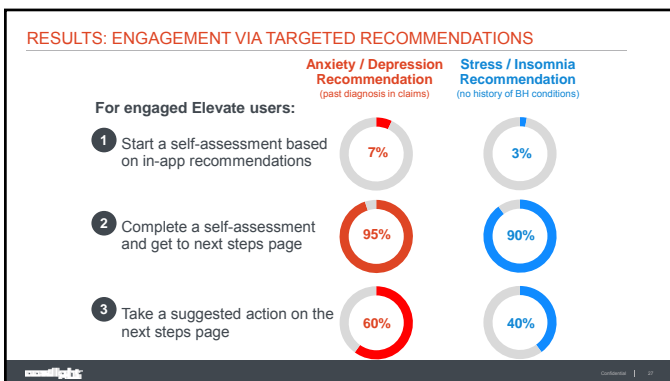 RESULTS: ENGAGEMENT VIA TARGETED RECOMMENDATIONS
Anxiety / Depression
Recommendation
(past diagnosis in claims)
Stress / Insomnia
Recommendation
(no history of BH conditions)
For engaged Elevate users:
1 Start a self-assessment based
on in-app recommendations
7%
3%
2 Complete a self-assessment
and get to next steps page
95%
90%
3 Take a suggested action on the
next steps page
60%
40%
Confidential | 27